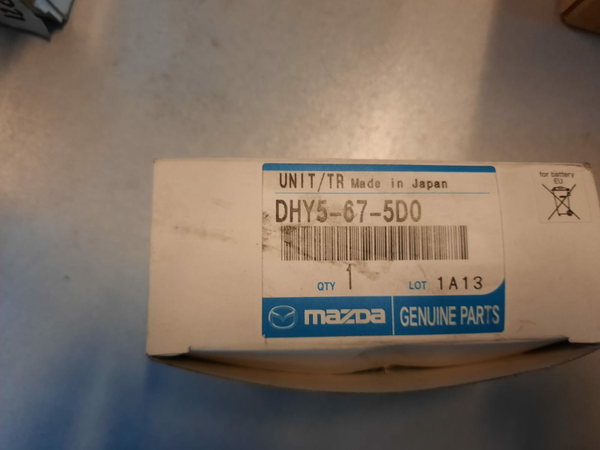 UNIT/TR Made in Japan
DHY5-67-5D0
QTY 1 LOT 1A13
mazda GENUINE PARTS
for battery
EU